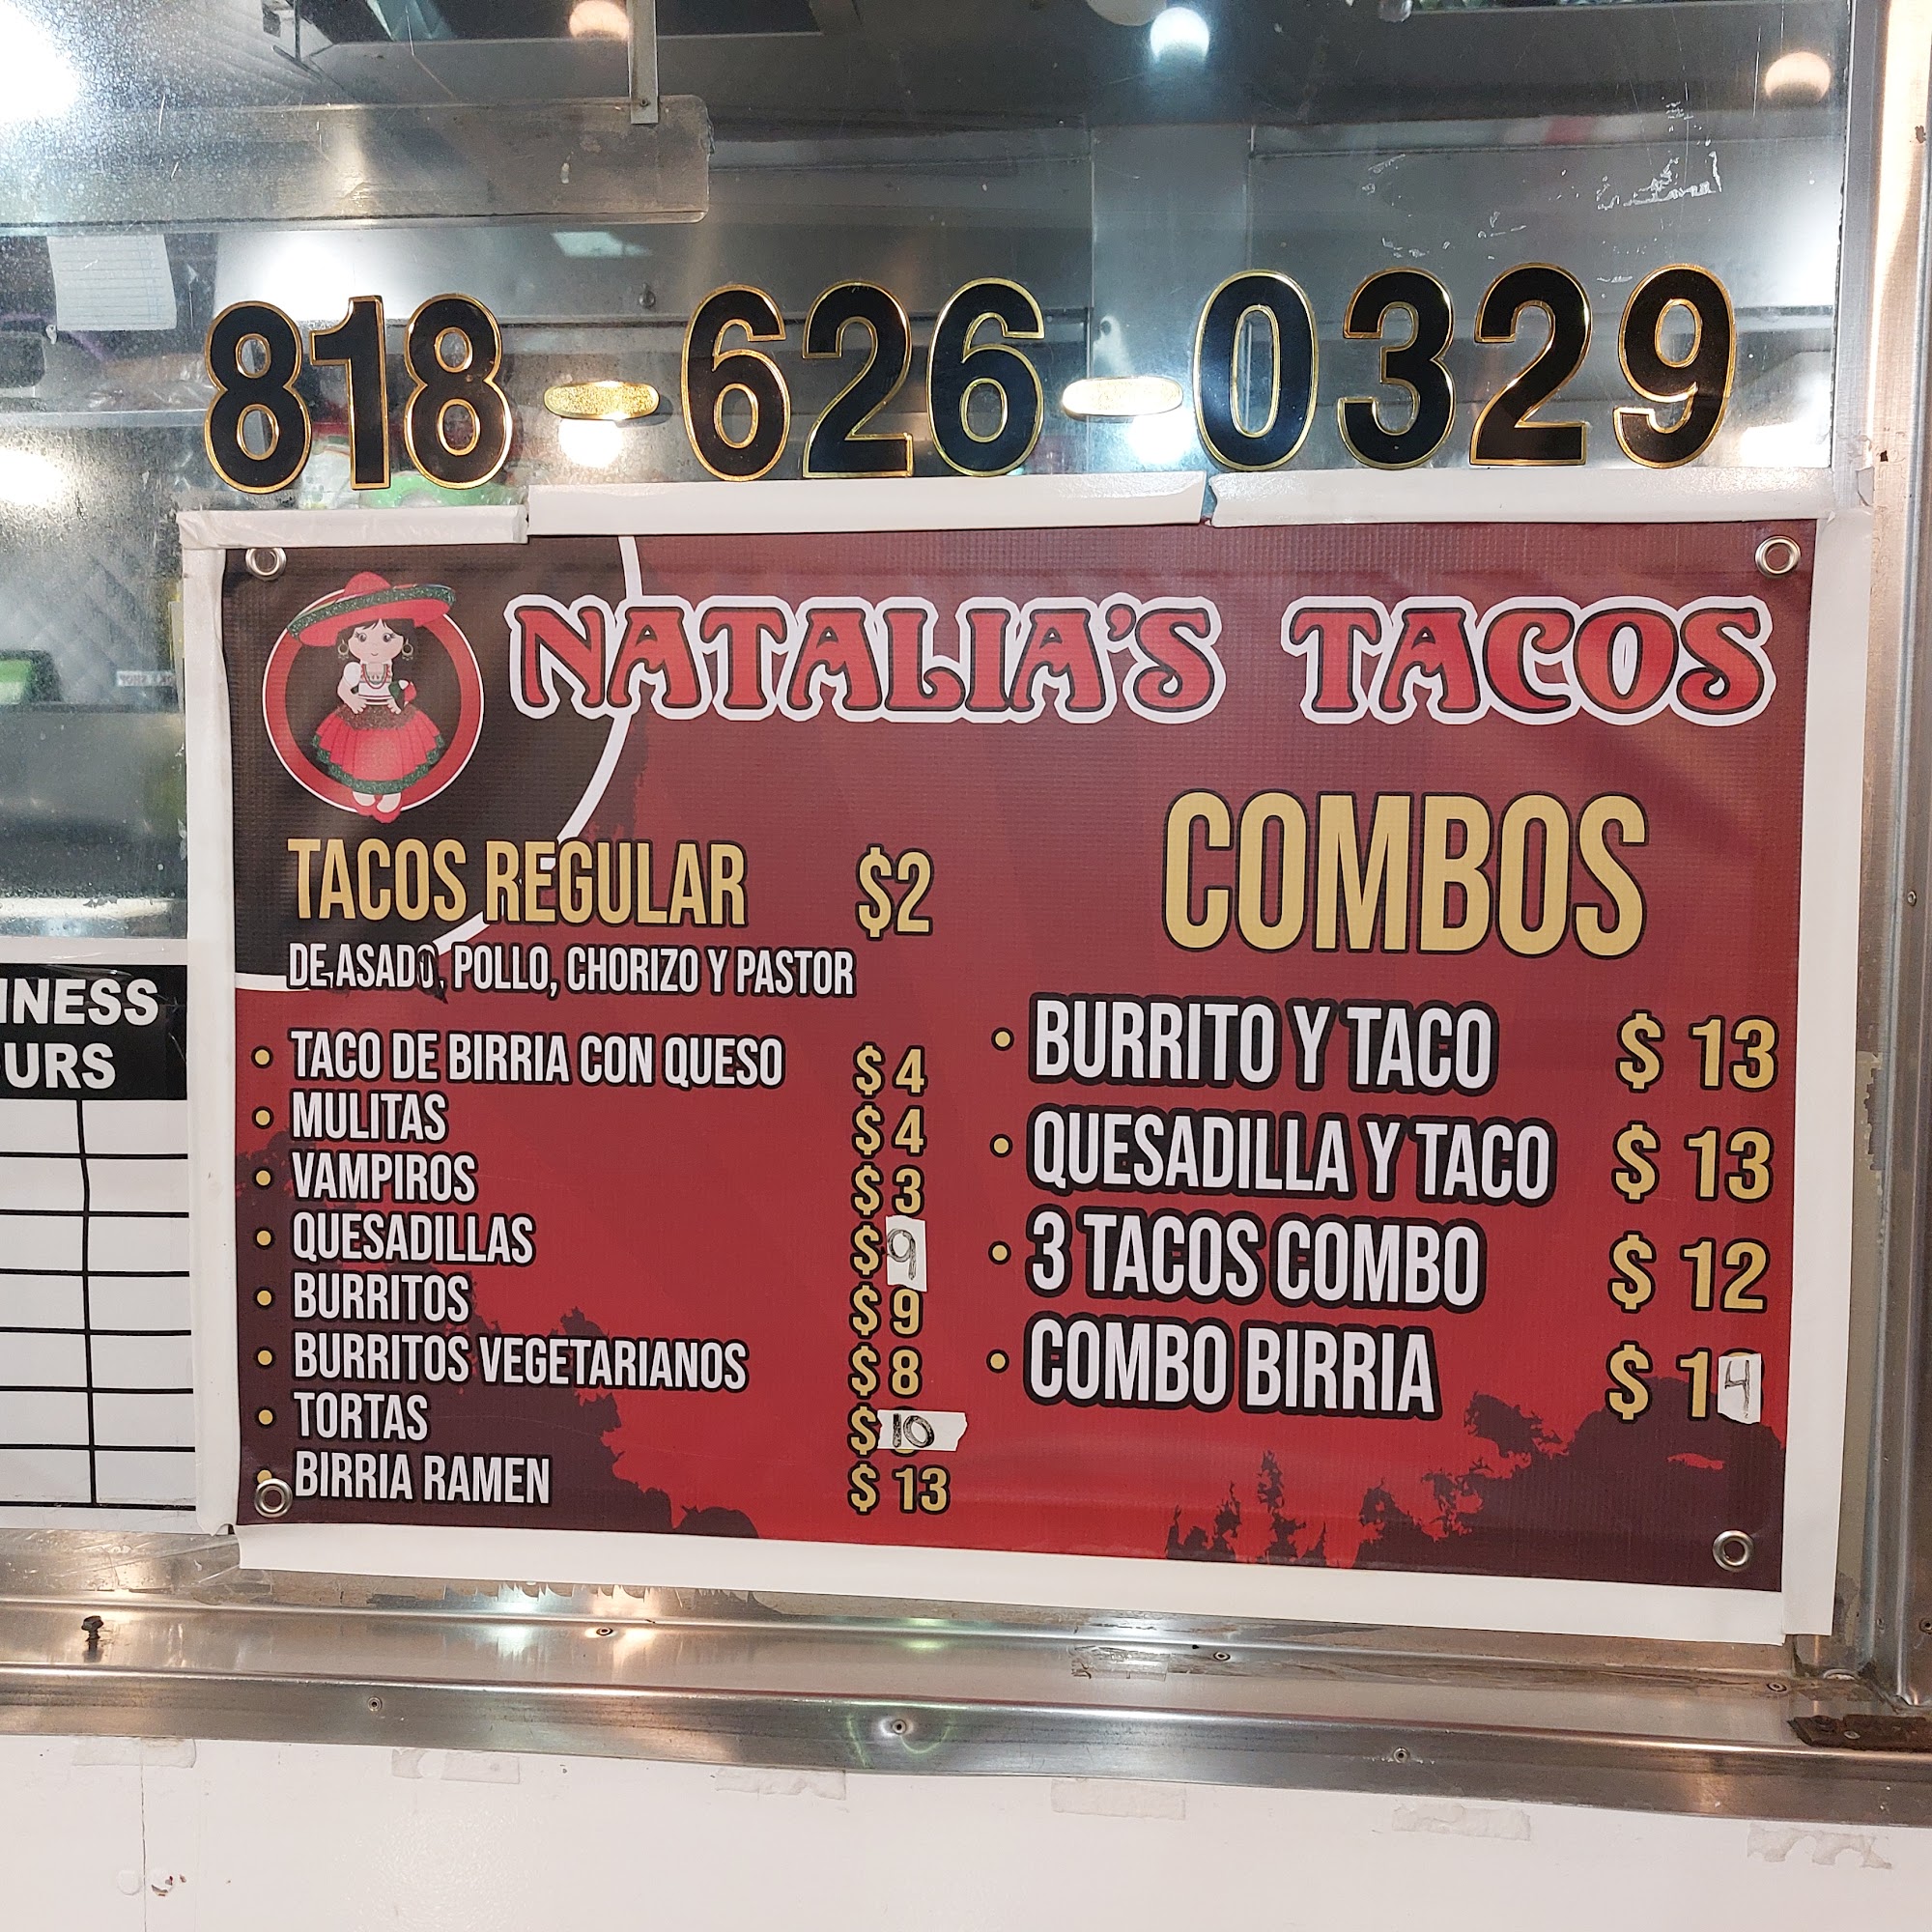 818-626-0329
NATALIA'S TACOS
TACOS REGULAR $2
DE ASADO, POLLO, CHORIZO Y PASTOR
• TACO DE BIRRIA CON QUESO $ 4
• MULITAS $ 4
• VAMPIROS $ 3
• QUESADILLAS $ 9
• BURRITOS $ 9
• BURRITOS VEGETARIANOS $ 8
• TORTAS $ 10
• BIRRIA RAMEN $ 13
COMBOS
• BURRITO Y TACO $ 13
• QUESADILLA Y TACO $ 13
• 3 TACOS COMBO $ 12
• COMBO BIRRIA $ 14